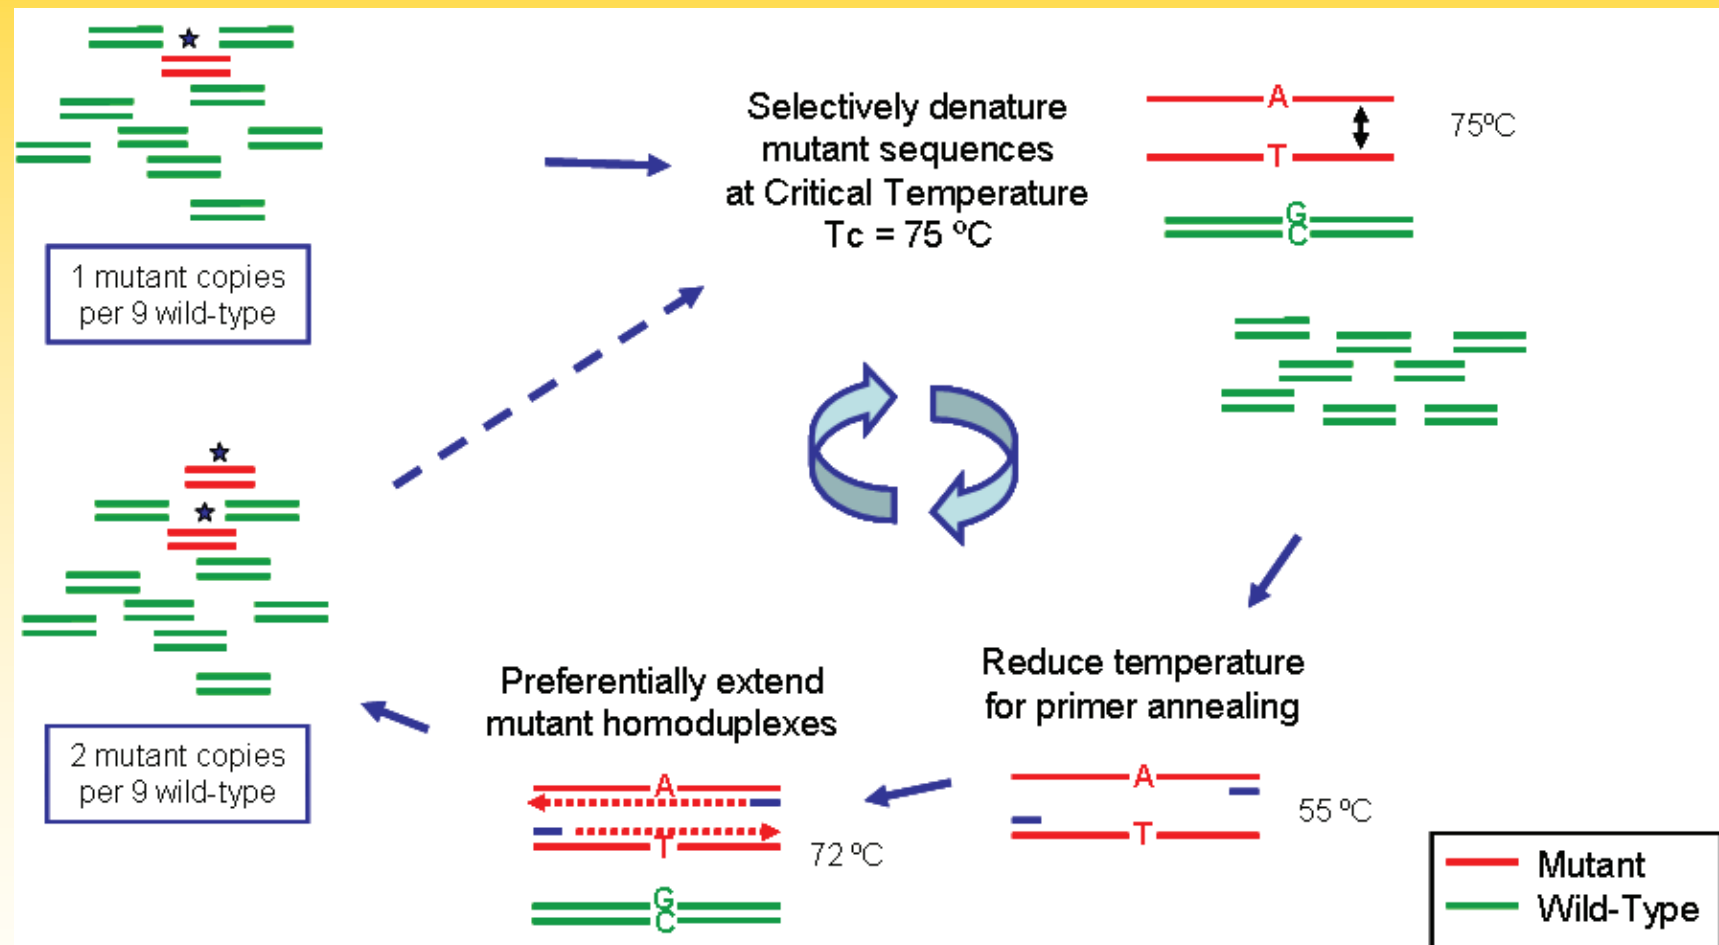 1 mutant copies
per 9 wild-type
Selectively denature
mutant sequences
at Critical Temperature
Tc = 75 ºC
A
T
75ºC
G
C
Reduce temperature
for primer annealing
A
T
55 ºC
Preferentially extend
mutant homoduplexes
A
T
72 ºC
G
C
2 mutant copies
per 9 wild-type
Mutant
Wild-Type